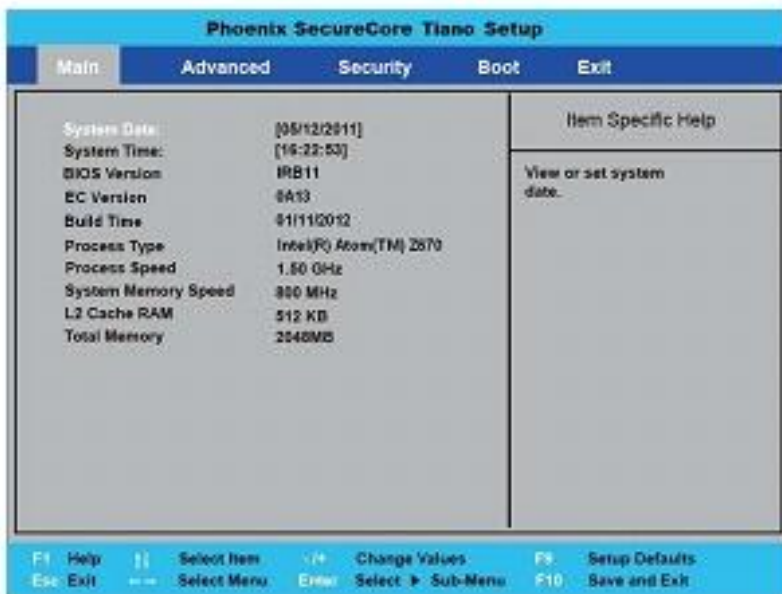 Phoenix SecureCore Tiano Setup
Main Advanced Security Boot Exit
System Date: [05/12/2011]
System Time: [16:22:53]
BIOS Version IRB11
EC Version 0A13
Build Time 01/11/2012
Process Type Intel(R) Atom(TM) Z670
Process Speed 1.50 GHz
System Memory Speed 800 MHz
L2 Cache RAM 512 KB
Total Memory 2048MB
Item Specific Help
View or set system
date.
F1 Help ↑↓ Select Item -/+ Change Values F9 Setup Defaults
Esc Exit ←→ Select Menu Enter Select ▶ Sub-Menu F10 Save and Exit